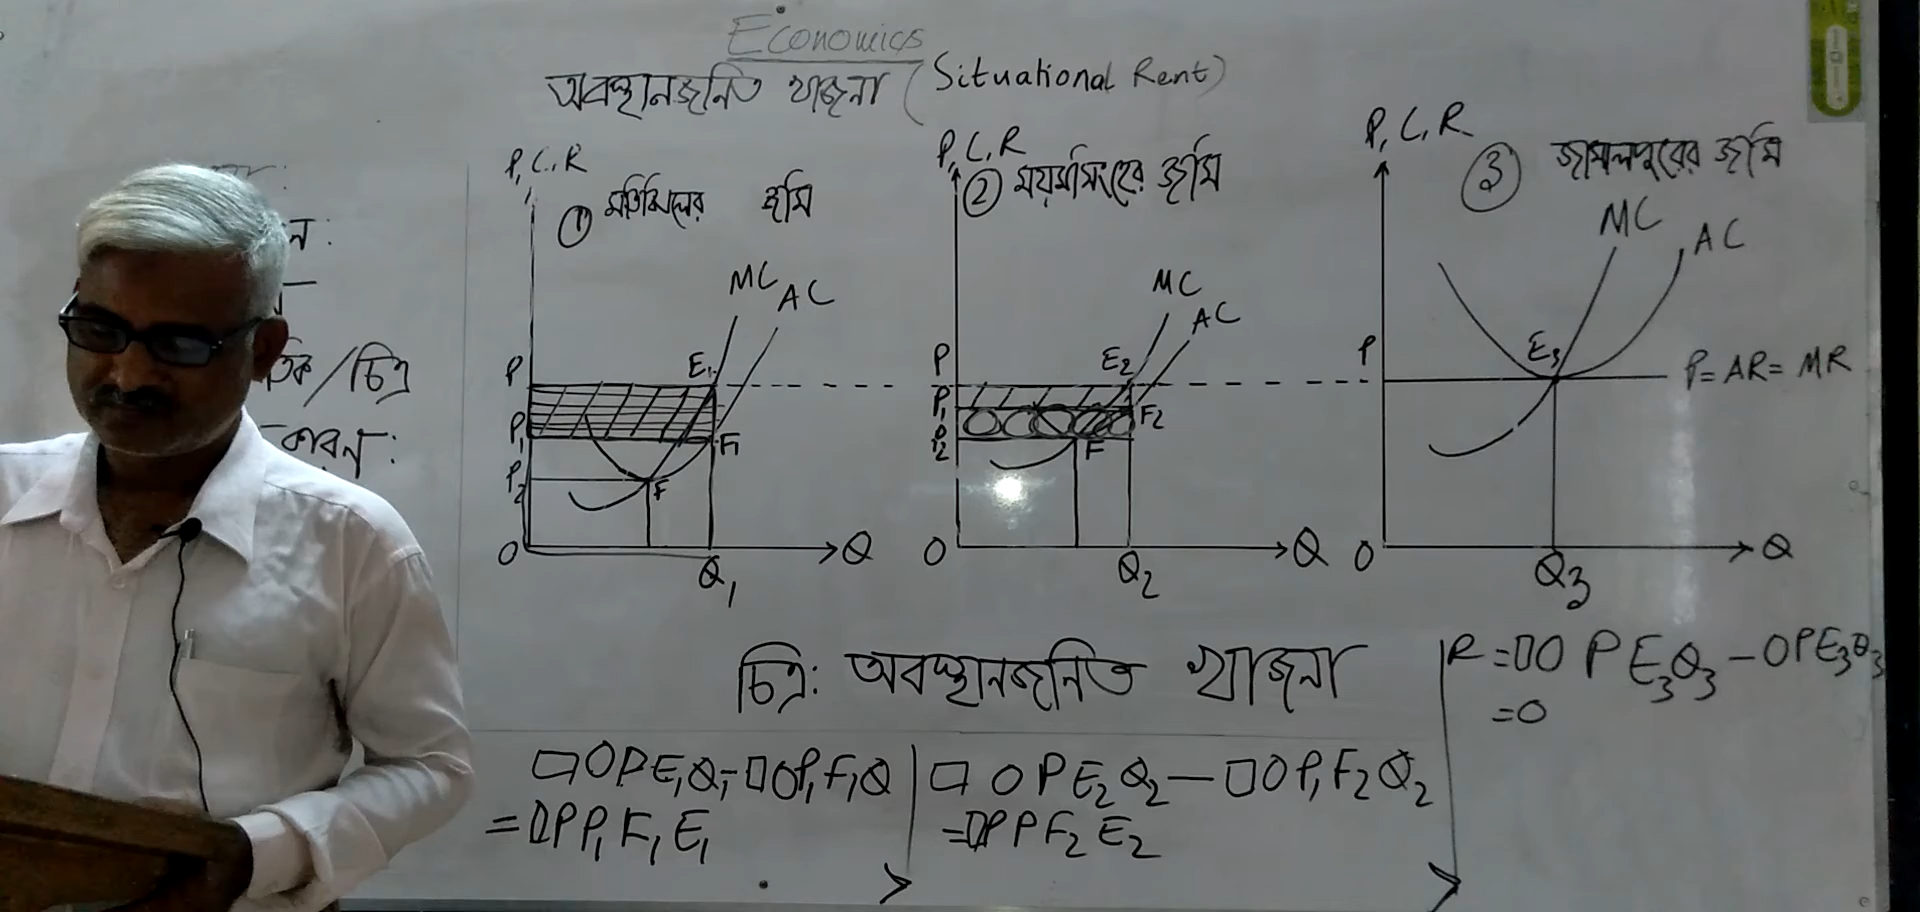 Economics
অবস্থানজনিত খাজনা (Situational Rent)
P, C, R
① মতিঝিলের জমি
MC
AC
P
E₁
P₁
F₁
P₂
F
O
Q₁
Q
P, C, R
② ময়মনসিংহের জমি
MC
AC
P
E₂
P₁
F₂
P₂
F
O
Q₂
Q
P, C, R
③ জামালপুরের জমি
MC
AC
P
E₃
P = AR = MR
O
Q₃
Q
ন:
/চিত্র
কারন:
চিত্র: অবস্থানজনিত খাজনা
□OPE₁Q₁-□OP₁F₁Q
=□PP₁F₁E₁
□ OPE₂Q₂ — □OP₁F₂Q₂
=□PPF₂E₂
R =□OPE₃Q₃ - OPE₃Q₃
=0